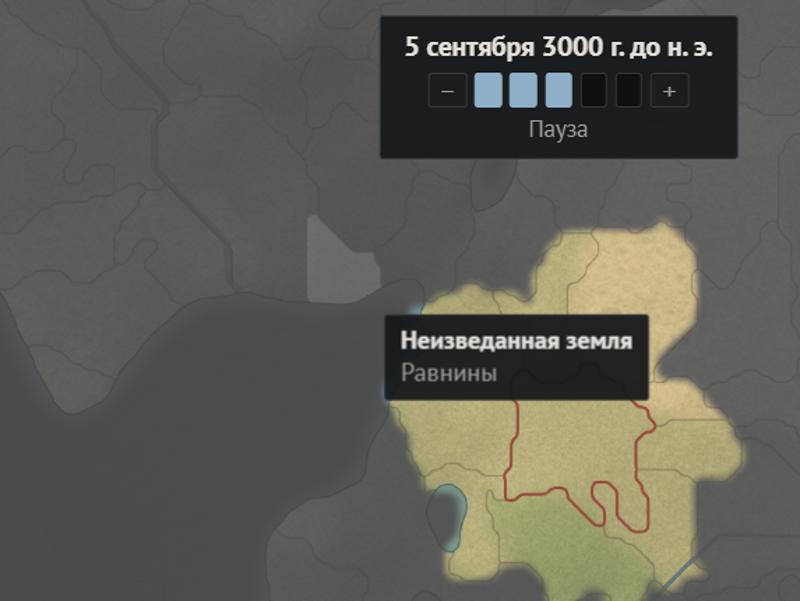 5 сентября 3000 г. до н. э.
− +
Пауза
Неизведанная земля
Равнины